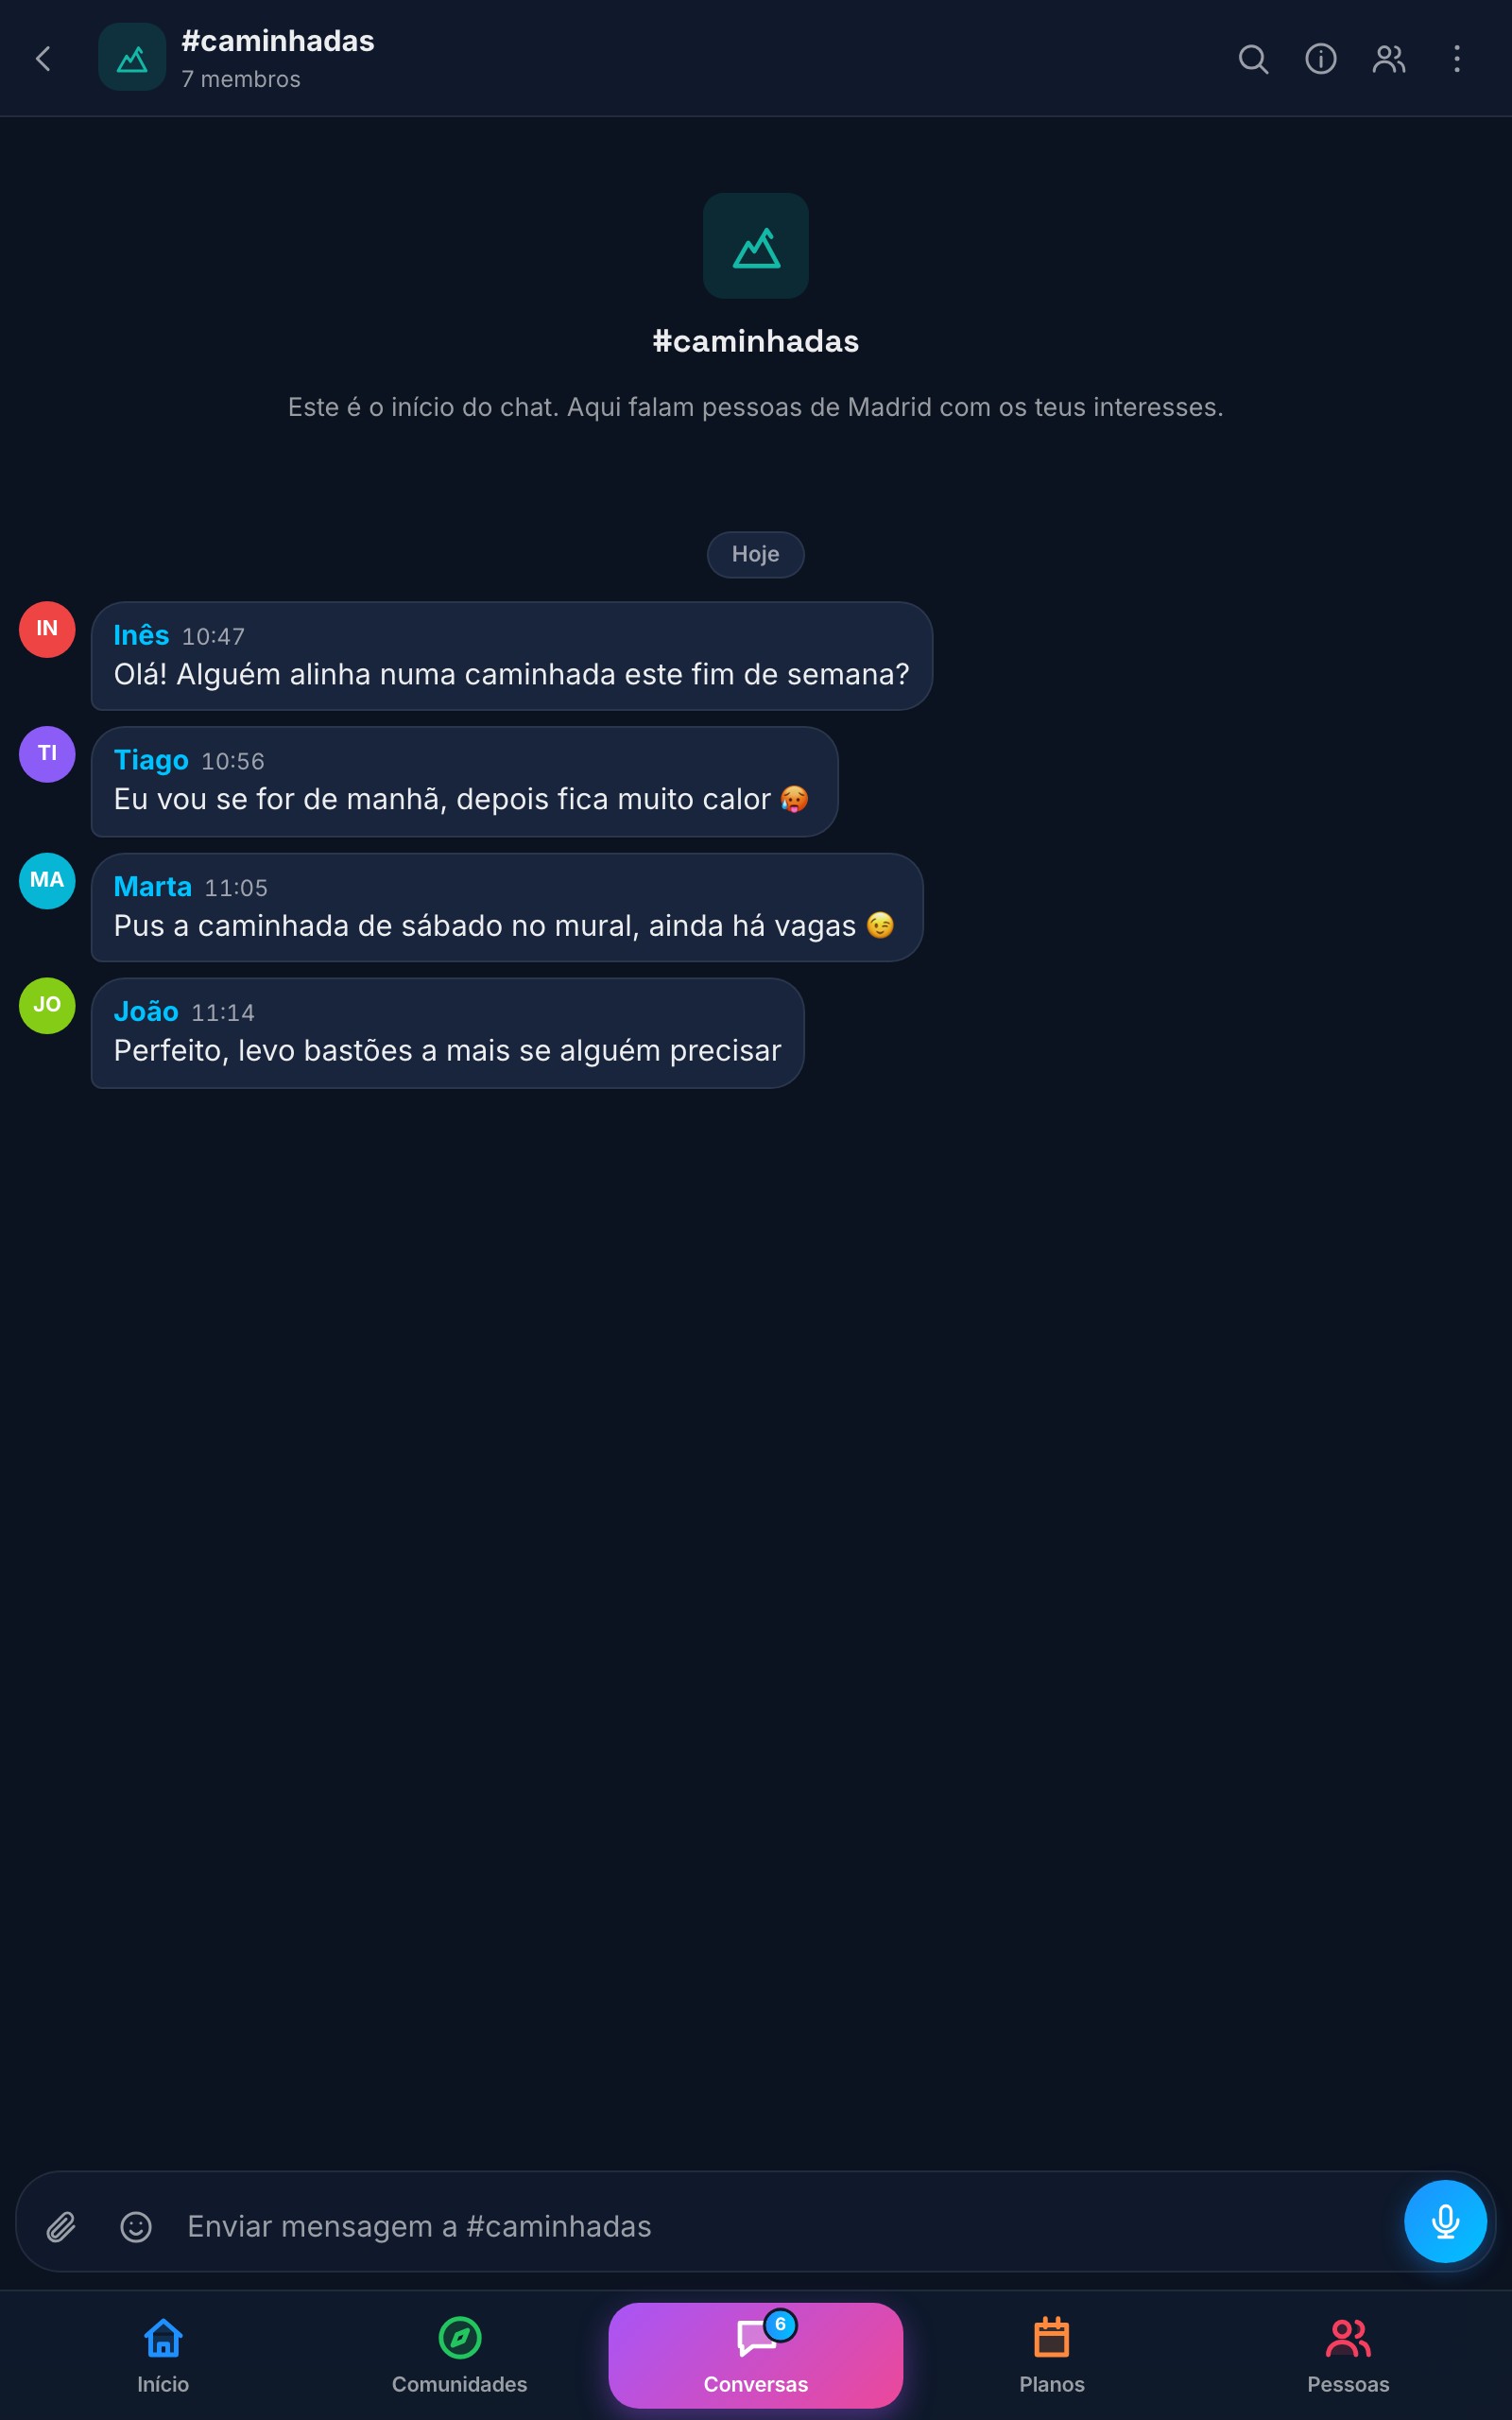 #caminhadas
7 membros
#caminhadas
Este é o início do chat. Aqui falam pessoas de Madrid com os teus interesses.
Hoje
IN
Inês 10:47
Olá! Alguém alinha numa caminhada este fim de semana?
TI
Tiago 10:56
Eu vou se for de manhã, depois fica muito calor 🥵
MA
Marta 11:05
Pus a caminhada de sábado no mural, ainda há vagas 😉
JO
João 11:14
Perfeito, levo bastões a mais se alguém precisar
Enviar mensagem a #caminhadas
6
Início
Comunidades
Conversas
Planos
Pessoas